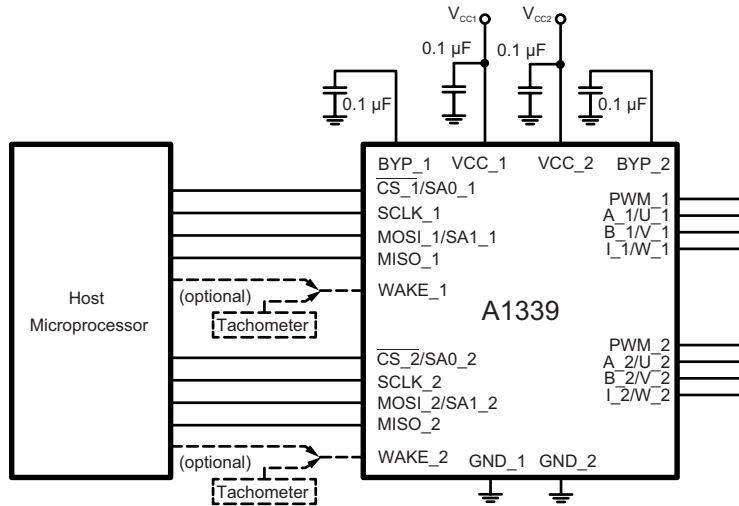 VCC1
VCC2
0.1 µF
0.1 µF
0.1 µF
0.1 µF
BYP_1
VCC_1
VCC_2
BYP_2
CS_1/SA0_1
SCLK_1
MOSI_1/SA1_1
MISO_1
WAKE_1
PWM_1
A_1/U_1
B_1/V_1
I_1/W_1
(optional)
Tachometer
Host
Microprocessor
A1339
CS_2/SA0_2
SCLK_2
MOSI_2/SA1_2
MISO_2
WAKE_2
PWM_2
A_2/U_2
B_2/V_2
I_2/W_2
(optional)
Tachometer
GND_1
GND_2